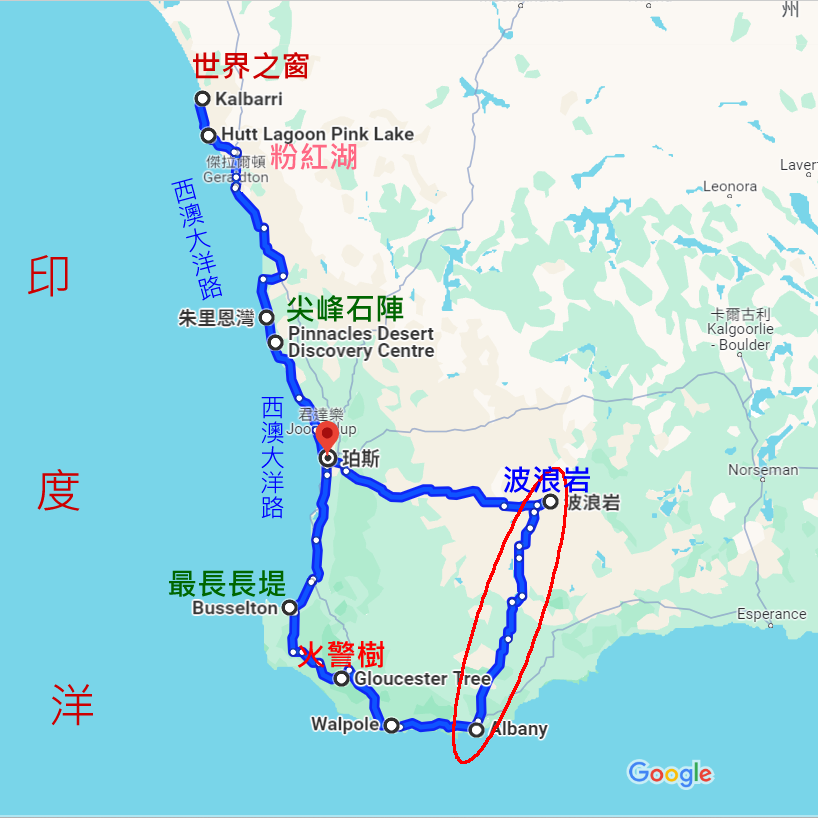 州
世界之窗
Kalbarri
Hutt Lagoon Pink Lake
粉紅湖
傑拉爾頓
Geraldton
Leonora
西澳大洋路
印
朱里恩灣
尖峰石陣
Pinnacles Desert
Discovery Centre
卡爾古利
Kalgoorlie
- Boulder
西澳大洋路
君達樂
珀斯
度
波浪岩
波浪岩
Norseman
最長長堤
Busselton
Esperance
火警樹
Gloucester Tree
洋
Walpole
Albany
Google